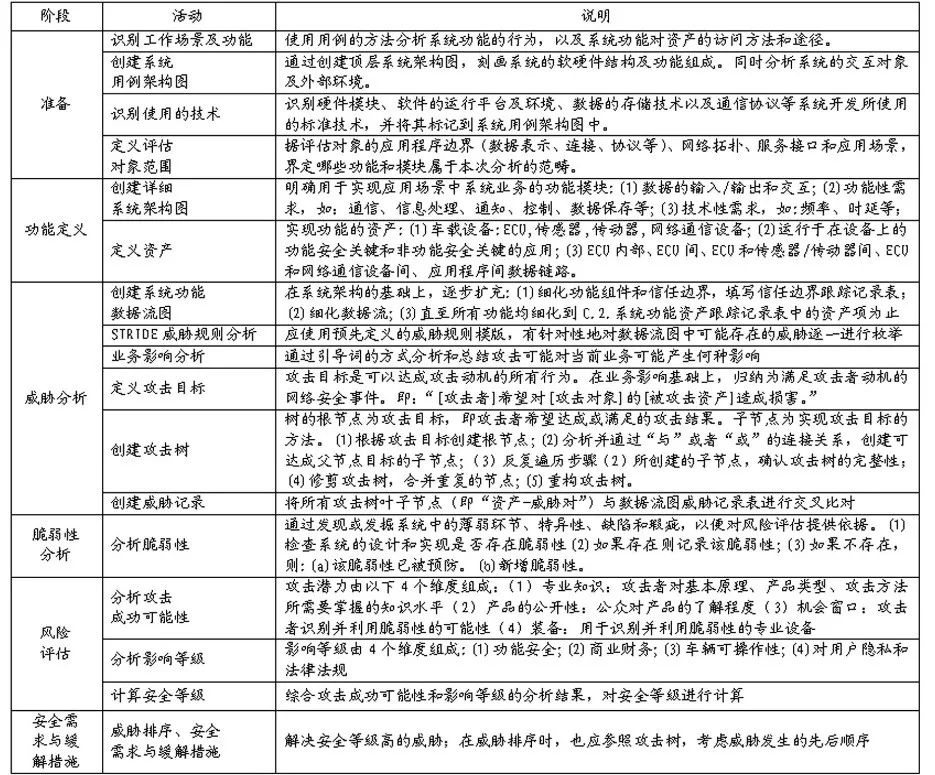 阶段 活动 说明
准备
识别工作场景及功能
使用用例的方法分析系统功能的行为，以及系统功能对资产的访问方法和途径。
创建系统
用例架构图
通过创建顶层系统架构图，刻画系统的软硬件结构及功能组成。同时分析系统的交互对象
及外部环境。
识别使用的技术
识别硬件模块、软件的运行平台及环境、数据的存储技术以及通信协议等系统开发所使用
的标准技术，并将其标记到系统用例架构图中。
定义评估
对象范围
据评估对象的应用程序边界（数据表示、连接、协议等）、网络拓扑、服务接口和应用场景，
界定哪些功能和模块属于本次分析的范畴。
功能定义
创建详细
系统架构图
明确用于实现应用场景中系统业务的功能模块：(1)数据的输入/输出和交互；(2)功能性需
求，如：通信、信息处理、通知、控制、数据保存等；(3)技术性需求，如:频率、时延等；
定义资产
实现功能的资产：(1)车载设备:ECU,传感器,传动器,网络通信设备；(2)运行于在设备上的
功能安全关键和非功能安全关键的应用；(3)ECU内部、ECU间、ECU和传感器/传动器间、ECU
和网络通信设备间、应用程序间数据链路。
威胁分析
创建系统功能
数据流图
在系统架构的基础上，逐步扩充：(1)细化功能组件和信任边界，填写信任边界跟踪记录表；
(2)细化数据流；(3)直至所有功能均细化到C.2.系统功能资产跟踪记录表中的资产项为止
STRIDE威胁规则分析
应使用预先定义的威胁规则模版，有针对性地对数据流图中可能存在的威胁逐一进行枚举
业务影响分析
通过引导词的方式分析和总结攻击可能对当前业务可能产生何种影响
定义攻击目标
攻击目标是可以达成攻击动机的所有行为。在业务影响基础上，归纳为满足攻击者动机的
网络安全事件。即：“[攻击者]希望对[攻击对象]的[被攻击资产]造成损害。”
创建攻击树
树的根节点为攻击目标，即攻击者希望达成或满足的攻击结果。子节点为实现攻击目标的
方法。(1)根据攻击目标创建根节点；(2)分析并通过“与”或者“或”的连接关系，创建可
达成父节点目标的子节点；（3）反复遍历步骤（2）所创建的子节点，确认攻击树的完整性；
(4)修剪攻击树，合并重复的节点；(5)重构攻击树。
创建威胁记录
将所有攻击树叶子节点（即“资产-威胁对”）与数据流图威胁记录表进行交叉比对
脆弱性
分析
分析脆弱性
通过发现或发掘系统中的薄弱环节、特异性、缺陷和瑕疵，以便对风险评估提供依据。(1)
检查系统的设计和实现是否存在脆弱性(2)如果存在则记录该脆弱性；(3)如果不存在，
则：(a)该脆弱性已被预防。(b)新增脆弱性。
风险
评估
分析攻击
成功可能性
攻击潜力由以下4个维度组成：（1）专业知识：攻击者对基本原理、产品类型、攻击方法
所需要掌握的知识水平（2）产品的公开性：公众对产品的了解程度（3）机会窗口：攻击
者识别并利用脆弱性的可能性（4）装备：用于识别并利用脆弱性的专业设备
分析影响等级
影响等级由4个维度组成：(1)功能安全；(2)商业财务；(3)车辆可操作性；(4)对用户隐私和
法律法规
计算安全等级
综合攻击成功可能性和影响等级的分析结果，对安全等级进行计算
安全需
求与缓
解措施
威胁排序、安全
需求与缓解措施
解决安全等级高的威胁；在威胁排序时，也应参照攻击树，考虑威胁发生的先后顺序